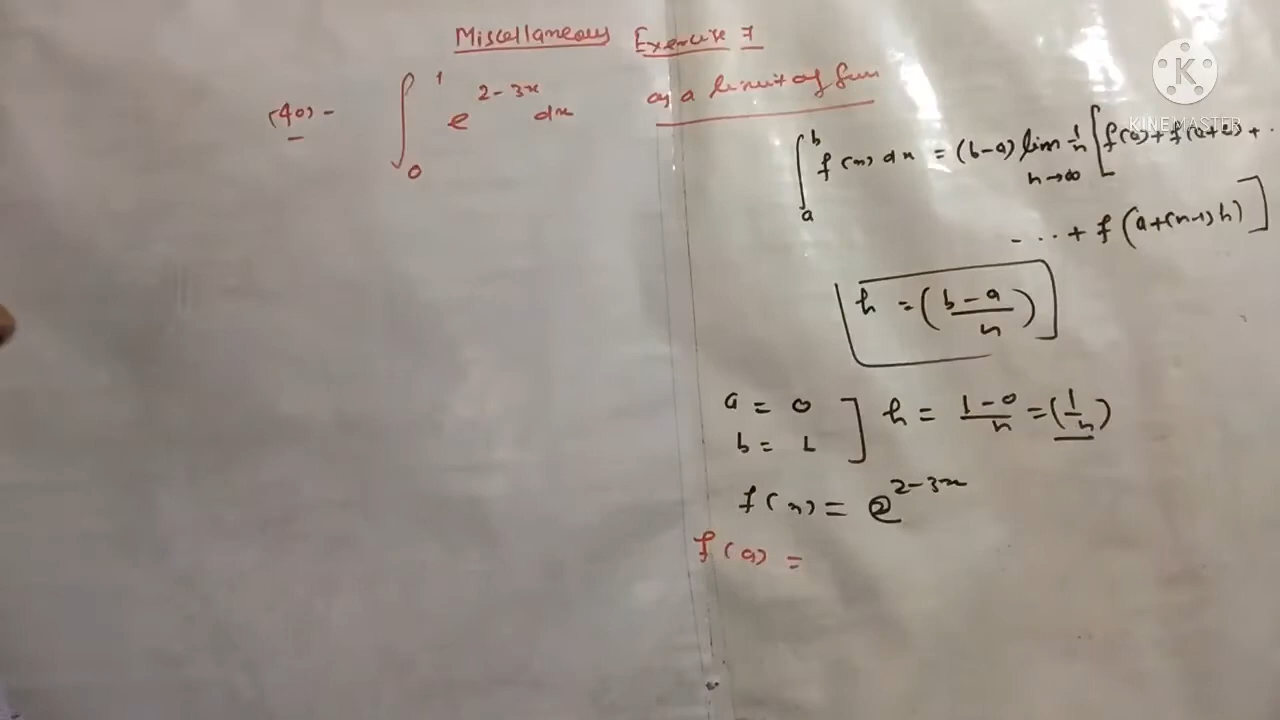 Miscellaneous Exercise 7
(40) - ∫₀¹ e^{2-3x} dx as a limit of sum
K
KINEMASTER
∫ₐᵇ f(x) dx = (b-a) lim_{n→∞} 1/n [f(a) + f(a+h) + ..
- ... + f(a+(n-1)h)]
h = (b-a/n)
a = 0
b = 1
] h = 1-0/n = (1/n)
f(x) = e^{2-3x}
f(a) =